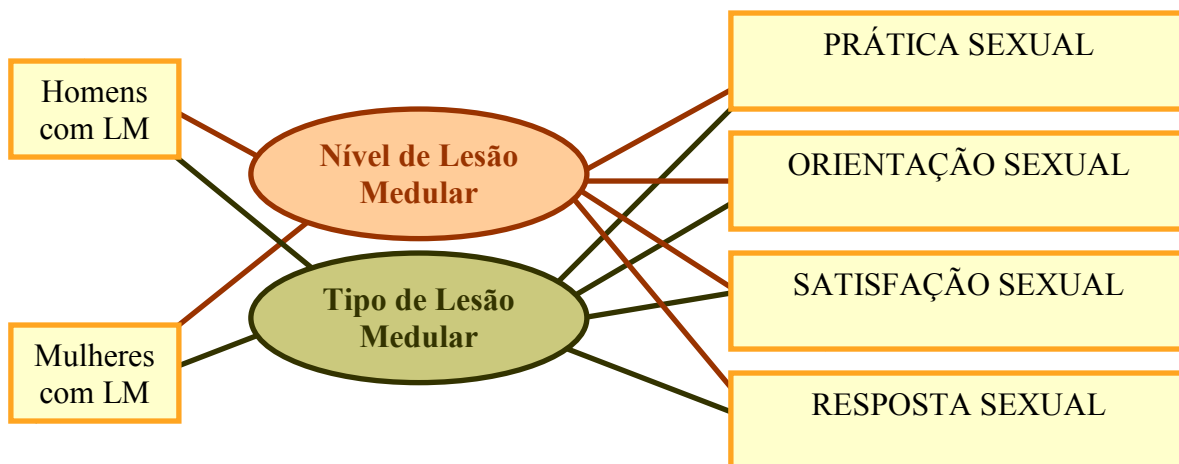 Homens
com LM
Mulheres
com LM
Nível de Lesão
Medular
Tipo de Lesão
Medular
PRÁTICA SEXUAL
ORIENTAÇÃO SEXUAL
SATISFAÇÃO SEXUAL
RESPOSTA SEXUAL